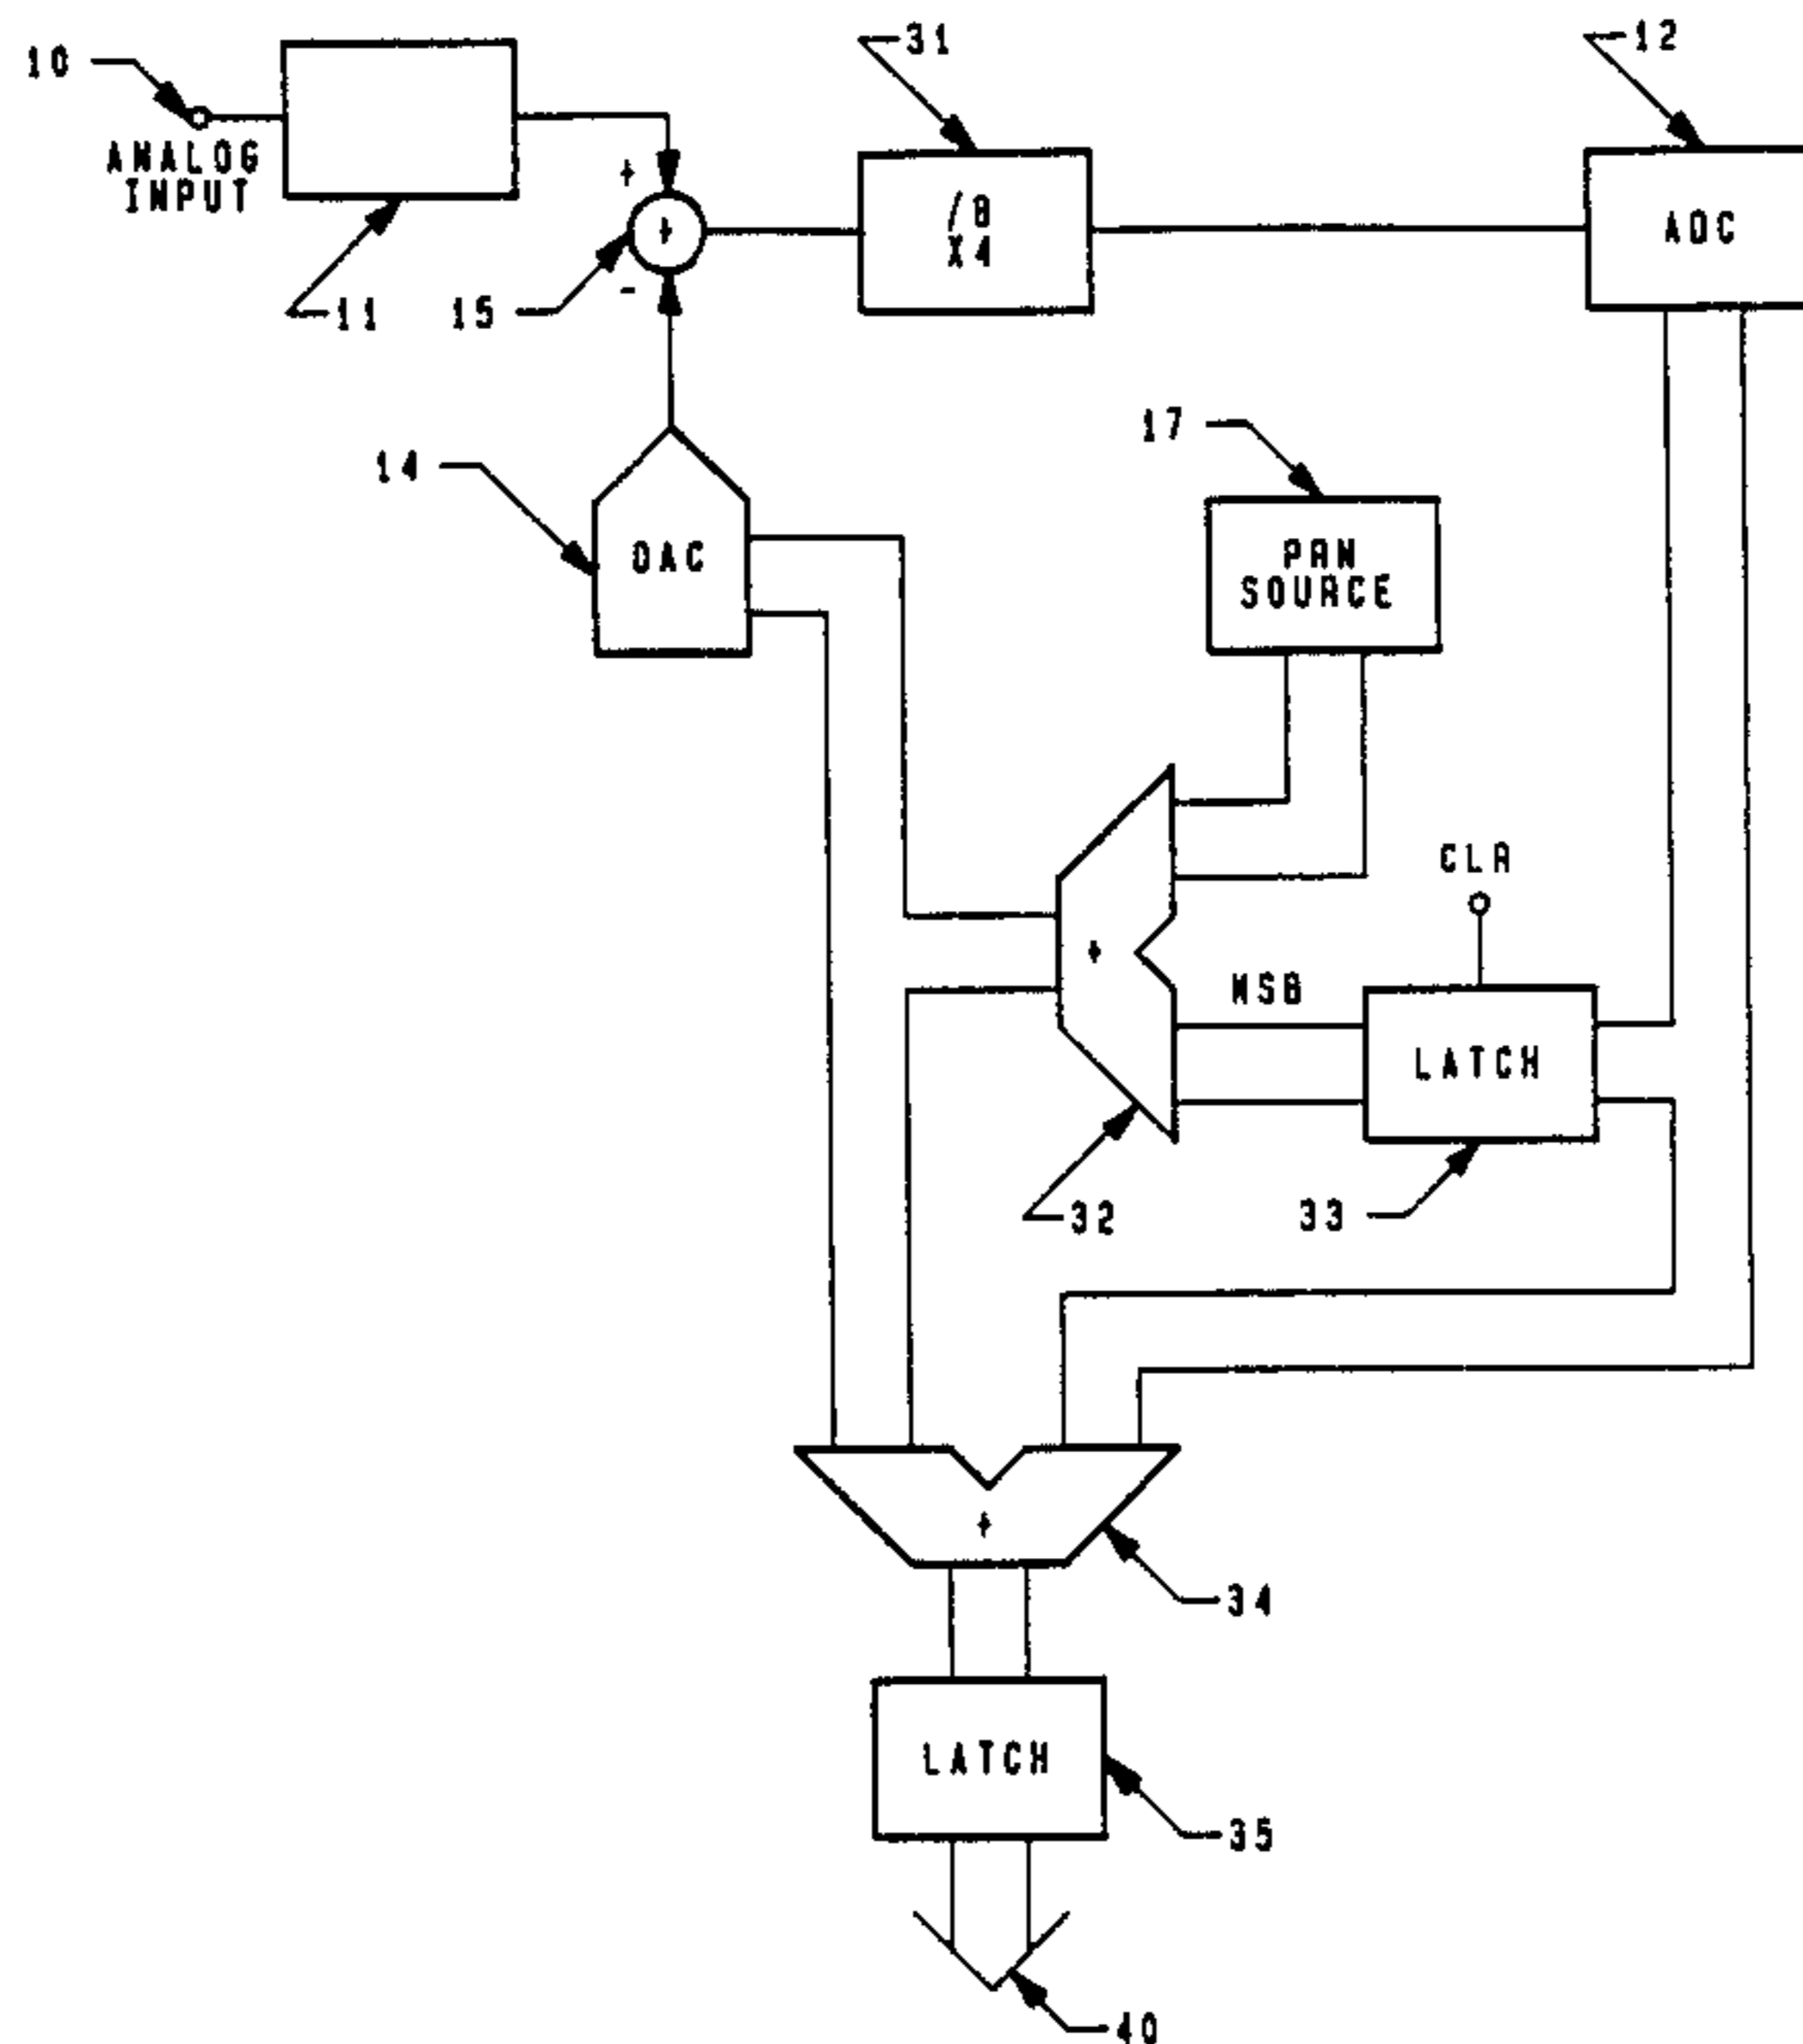 10
31
12
ANALOG
INPUT
+
/8
X4
ADC
+
-
11
15
17
14
DAC
PRN
SOURCE
CLR
+
MSB
LATCH
32
33
+
34
LATCH
35
40